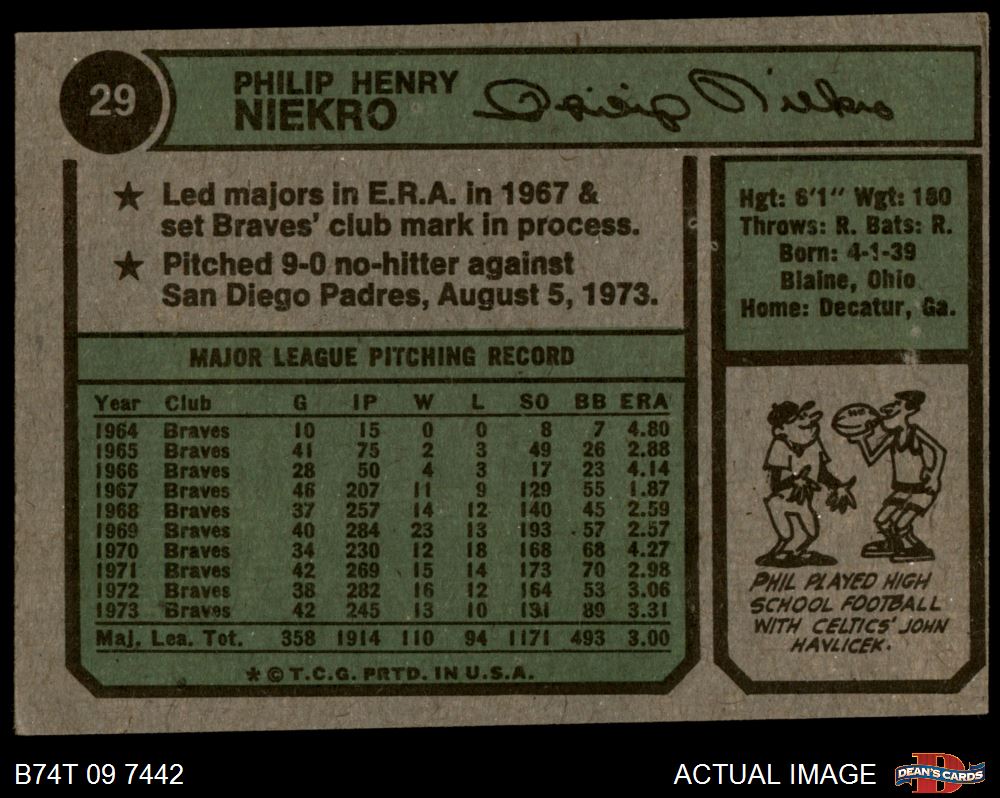 29
PHILIP HENRY
NIEKRO
Philip Niekro
★ Led majors in E.R.A. in 1967 &
set Braves' club mark in process.
★ Pitched 9-0 no-hitter against
San Diego Padres, August 5, 1973.
Hgt: 6'1" Wgt: 180
Throws: R. Bats: R.
Born: 4-1-39
Blaine, Ohio
Home: Decatur, Ga.
MAJOR LEAGUE PITCHING RECORD
Year Club G IP W L SO BB ERA
1964 Braves 10 15 0 0 8 7 4.80
1965 Braves 41 75 2 3 49 26 2.88
1966 Braves 28 50 4 3 17 23 4.14
1967 Braves 46 207 11 9 129 55 1.87
1968 Braves 37 257 14 12 140 45 2.59
1969 Braves 40 284 23 13 193 57 2.57
1970 Braves 34 230 12 18 168 68 4.27
1971 Braves 42 269 15 14 173 70 2.98
1972 Braves 38 282 16 12 164 53 3.06
1973 Braves 42 245 13 10 131 89 3.31
Maj. Lea. Tot. 358 1914 110 94 1171 493 3.00
* © T.C.G. PRTD. IN U.S.A.
PHIL PLAYED HIGH
SCHOOL FOOTBALL
WITH CELTICS' JOHN
HAVLICEK.
B74T 09 7442
ACTUAL IMAGE
DEAN'S CARDS